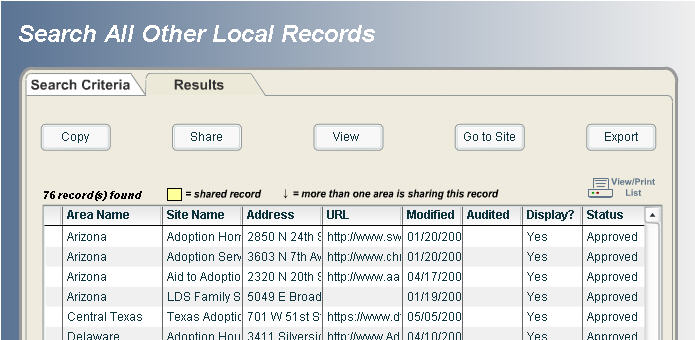 Search All Other Local Records
Search Criteria Results
Copy Share View Go to Site Export
76 record(s) found = shared record ↓ = more than one area is sharing this record View/Print List
Area Name Site Name Address URL Modified Audited Display? Status
Arizona Adoption Hom 2850 N 24th S http://www.sw 01/20/200 Yes Approved
Arizona Adoption Serv 3603 N 7th Av http://www.chr 01/20/200 Yes Approved
Arizona Aid to Adoptio 2320 N 20th S http://www.aa 04/17/200 Yes Approved
Arizona LDS Family S 5049 E Broad 01/19/200 Yes Approved
Central Texas Texas Adoptic 701 W 51st St https://www.d 05/05/200 Yes Approved
Delaware Adoption Hou 3411 Silversid http://www.Ad 04/10/200 Yes Approved